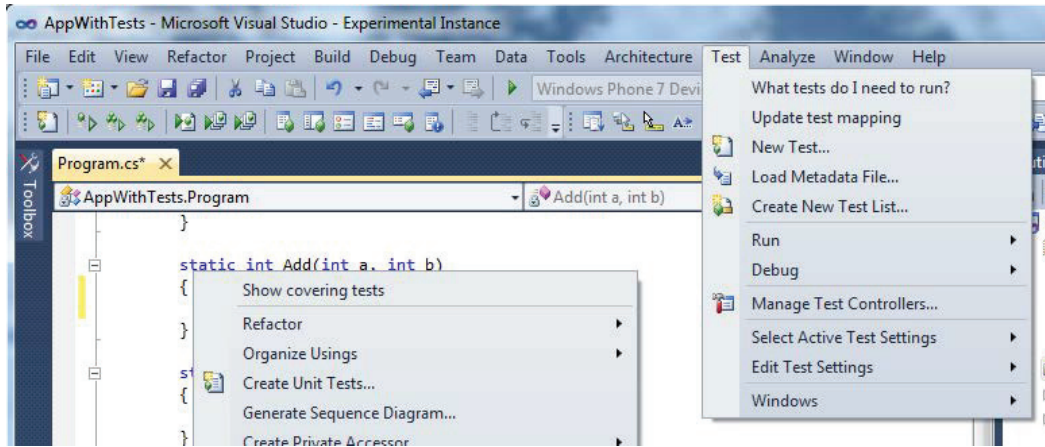 AppWithTests - Microsoft Visual Studio - Experimental Instance
File Edit View Refactor Project Build Debug Team Data Tools Architecture Test Analyze Window Help
Windows Phone 7 Devi
What tests do I need to run?
Update test mapping
New Test...
Load Metadata File...
Create New Test List...
Run
Debug
Manage Test Controllers...
Select Active Test Settings
Edit Test Settings
Windows
Toolbox
Program.cs*
AppWithTests.Program
Add(int a, int b)
}
static int Add(int a, int b)
{
}
st
{
}
Show covering tests
Refactor
Organize Usings
Create Unit Tests...
Generate Sequence Diagram...
Create Private Accessor